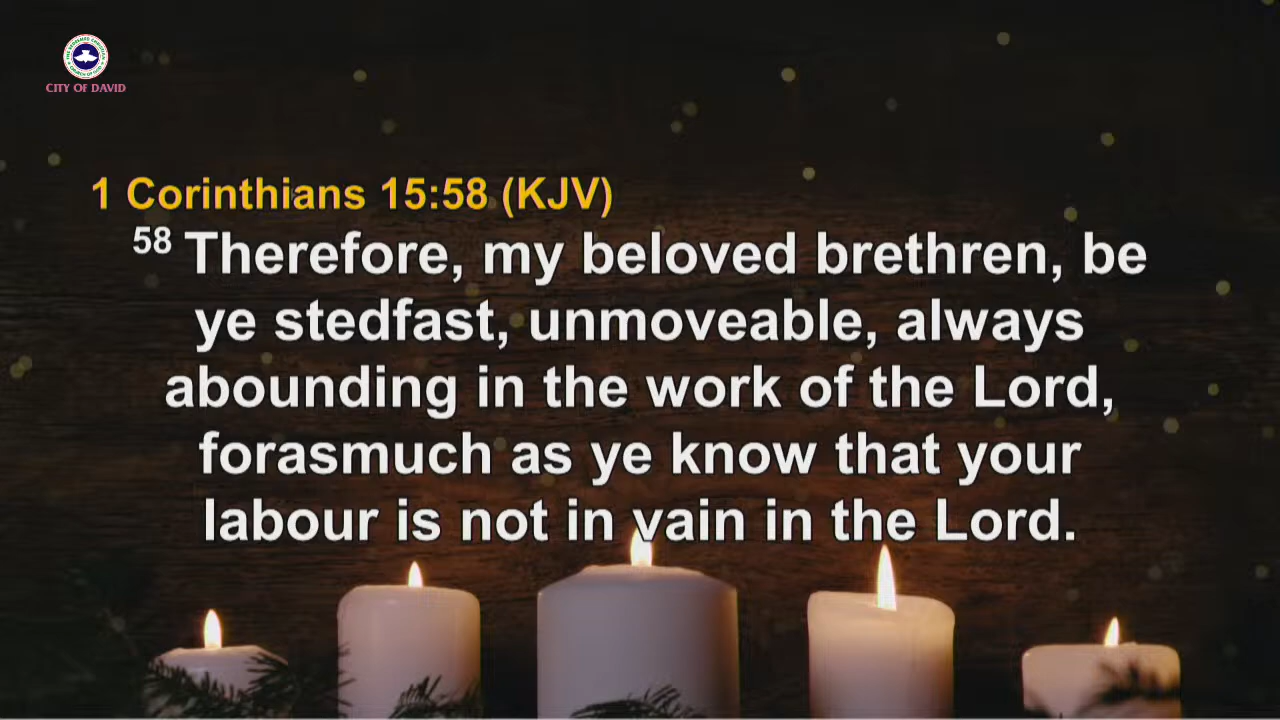 CITY OF DAVID
1 Corinthians 15:58 (KJV)
58 Therefore, my beloved brethren, be
ye stedfast, unmoveable, always
abounding in the work of the Lord,
forasmuch as ye know that your
labour is not in vain in the Lord.